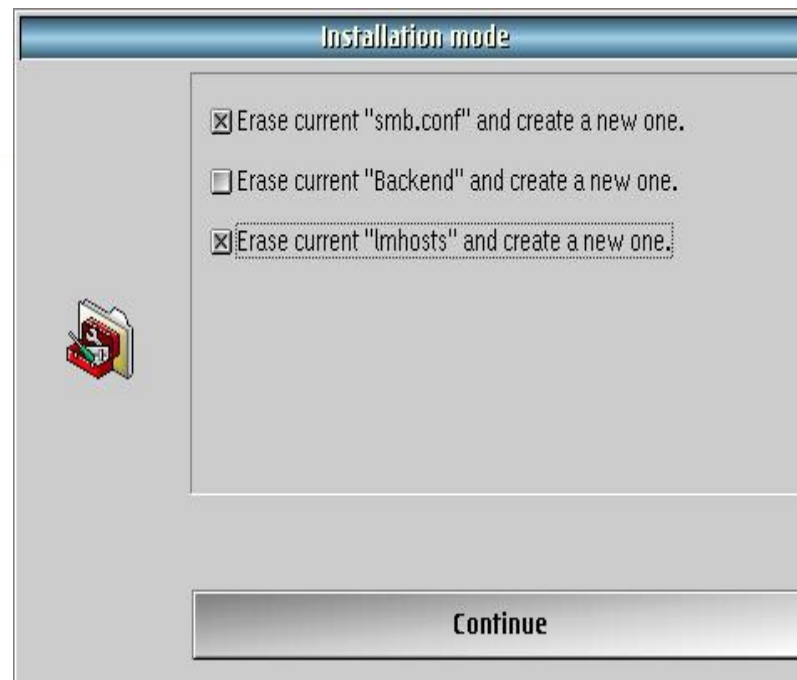 Installation mode
Erase current "smb.conf" and create a new one.
Erase current "Backend" and create a new one.
Erase current "lmhosts" and create a new one.
Continue